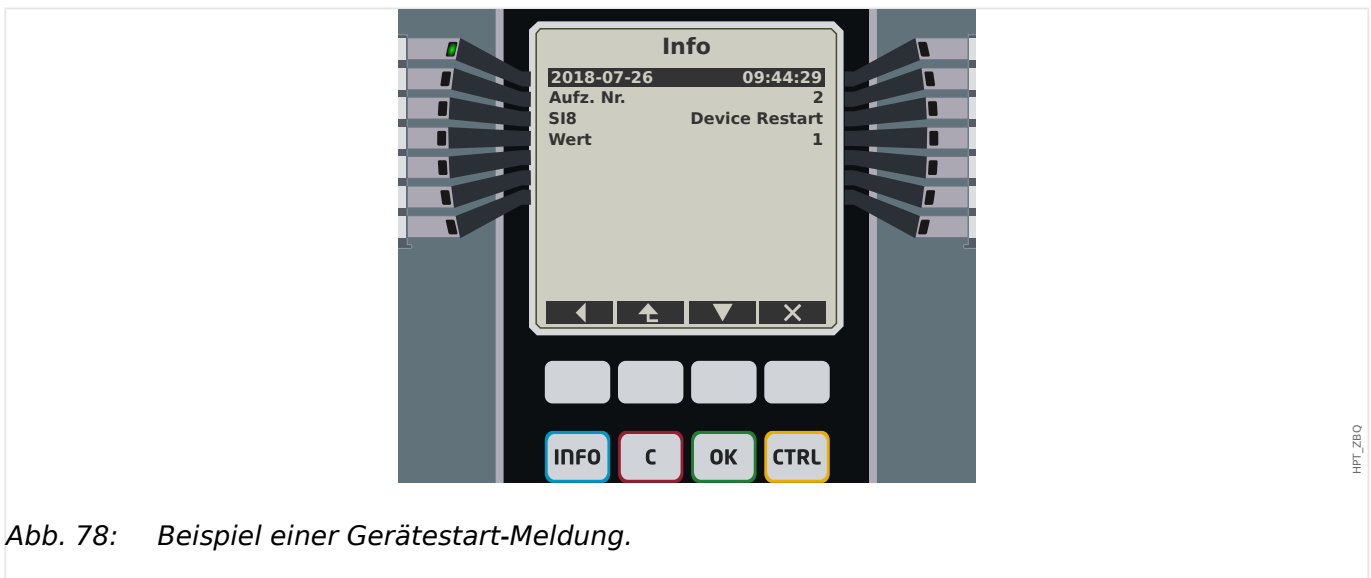 Info
2018-07-26 09:44:29
Aufz. Nr. 2
SI8 Device Restart
Wert 1
INFO C OK CTRL
HPT_ZBQ
Abb. 78: Beispiel einer Gerätestart-Meldung.